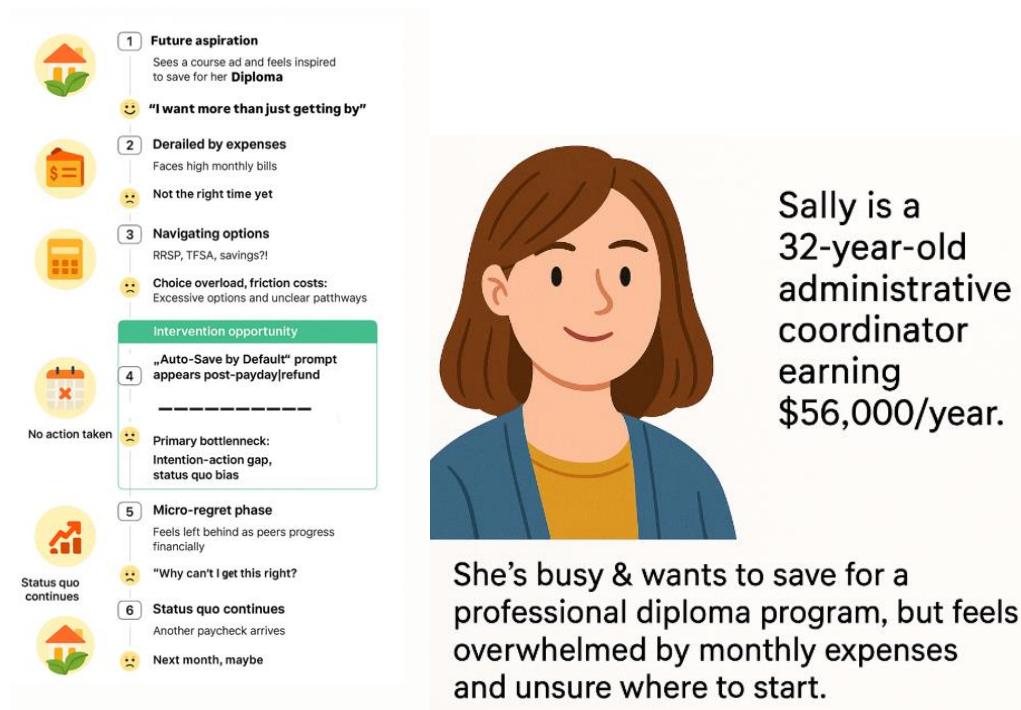 1 Future aspiration
Sees a course ad and feels inspired
to save for her Diploma
“I want more than just getting by”
2 Derailed by expenses
$
Faces high monthly bills
Not the right time yet
3 Navigating options
RRSP, TFSA, savings?!
Choice overload, friction costs:
Excessive options and unclear patthways
Intervention opportunity
„Auto-Save by Default“ prompt
4 appears post-payday|refund
No action taken
Primary bottlenneck:
Intention-action gap,
status quo bias
5 Micro-regret phase
Feels left behind as peers progress
financially
"Why can't I get this right?
Status quo
continues
6 Status quo continues
Another paycheck arrives
Next month, maybe
Sally is a
32-year-old
administrative
coordinator
earning
$56,000/year.
She's busy & wants to save for a
professional diploma program, but feels
overwhelmed by monthly expenses
and unsure where to start.